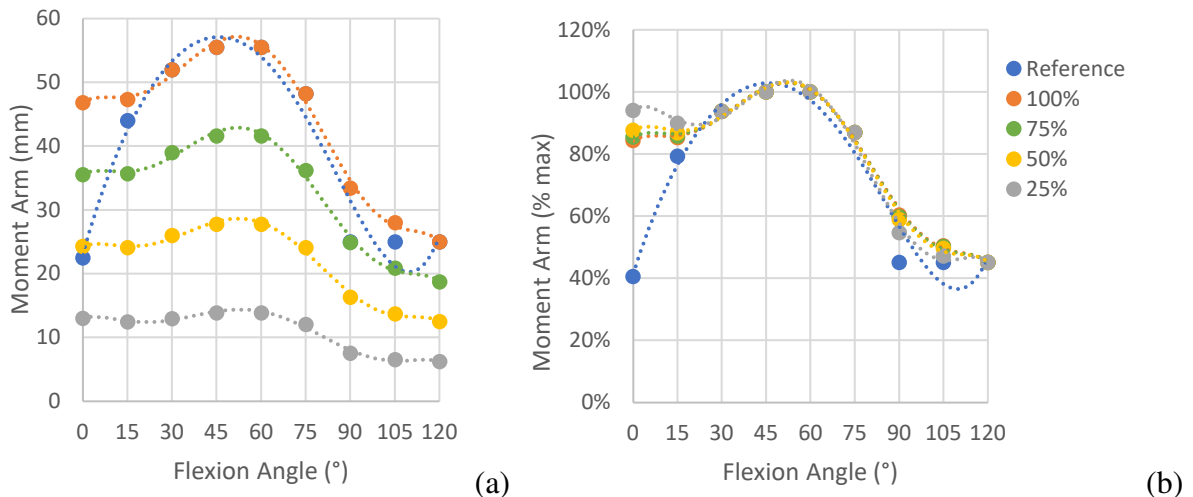 60
50
40
30
20
10
0
Moment Arm (mm)
0 15 30 45 60 75 90 105 120
Flexion Angle (°)
(a)
120%
100%
80%
60%
40%
20%
0%
Moment Arm (% max)
0 15 30 45 60 75 90 105 120
Flexion Angle (°)
Reference
100%
75%
50%
25%
(b)